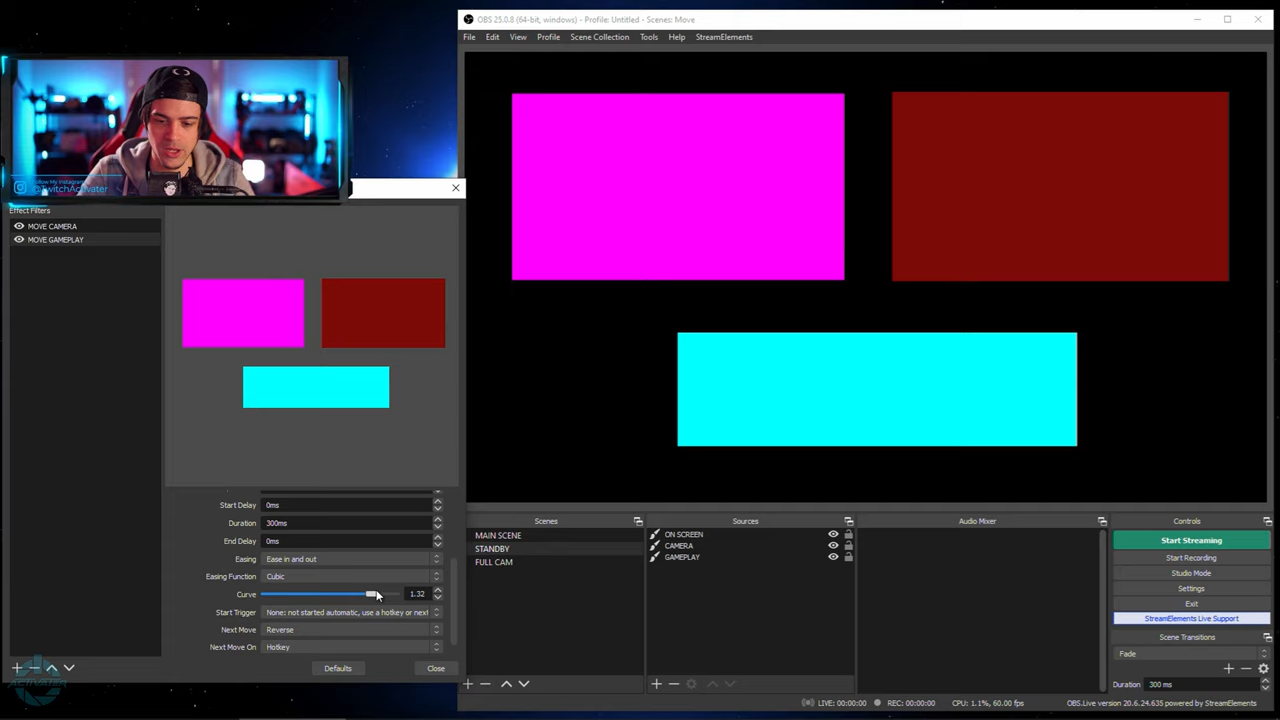 OBS 25.0.8 (64-bit, windows) - Profile: Untitled - Scenes: Move
File Edit View Profile Scene Collection Tools Help StreamElements
Follow My Instagram
@TwitchActivater
Effect Filters
MOVE CAMERA
MOVE GAMEPLAY
Start Delay 0ms
Duration 300ms
End Delay 0ms
Easing Ease in and out
Easing Function Cubic
Curve 1.32
Start Trigger None: not started automatic, use a hotkey or next
Next Move Reverse
Next Move On Hotkey
Defaults Close
ACTIVATER
Scenes
MAIN SCENE
STANDBY
FULL CAM
Sources
ON SCREEN
CAMERA
GAMEPLAY
Audio Mixer
Controls
Start Streaming
Start Recording
Studio Mode
Settings
Exit
StreamElements Live Support
Scene Transitions
Fade
Duration 300 ms
LIVE: 00:00:00 REC: 00:00:00 CPU: 1.1%, 60.00 fps OBS.Live version 20.6.24.635 powered by StreamElements